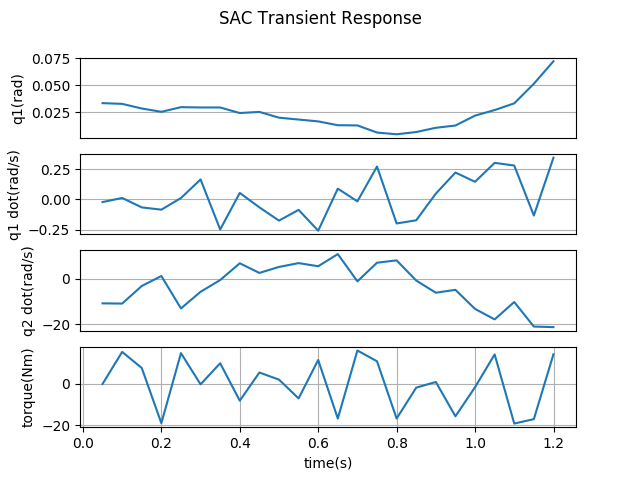 SAC Transient Response
q1(rad)
0.075
0.050
0.025
q1 dot(rad/s)
0.25
0.00
−0.25
q2 dot(rad/s)
0
−20
torque(Nm)
0
−20
0.0 0.2 0.4 0.6 0.8 1.0 1.2
time(s)